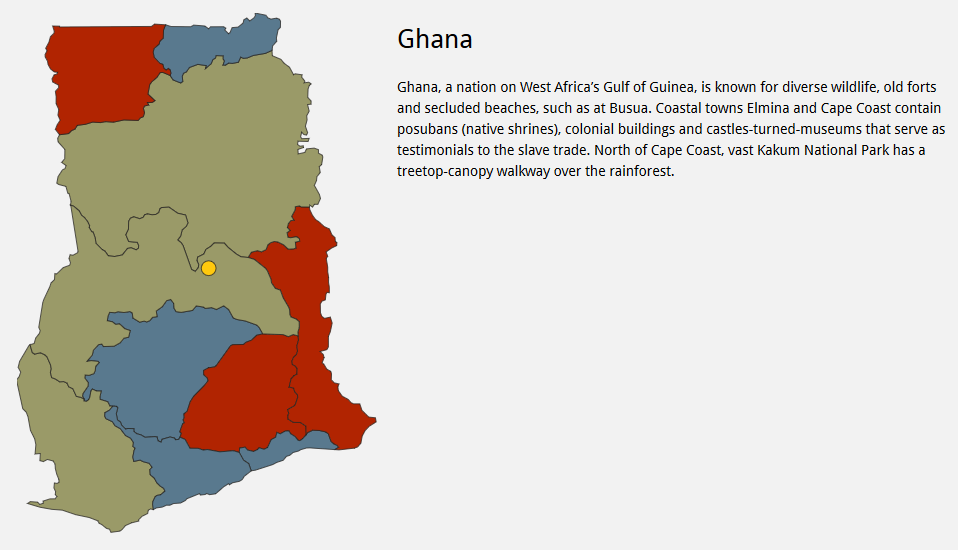 Ghana
Ghana, a nation on West Africa’s Gulf of Guinea, is known for diverse wildlife, old forts
and secluded beaches, such as at Busua. Coastal towns Elmina and Cape Coast contain
posubans (native shrines), colonial buildings and castles-turned-museums that serve as
testimonials to the slave trade. North of Cape Coast, vast Kakum National Park has a
treetop-canopy walkway over the rainforest.